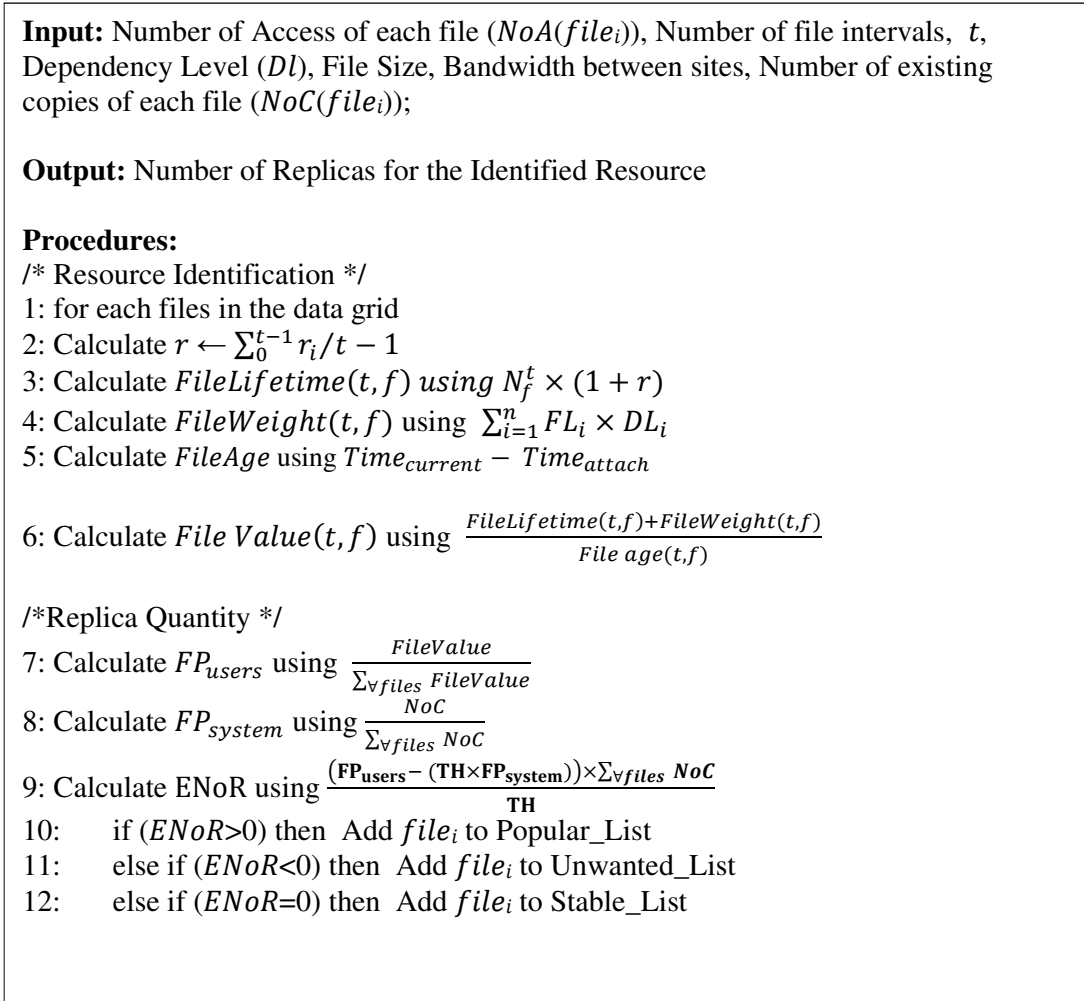 Input: Number of Access of each file (NoA(fileᵢ)), Number of file intervals, t,
Dependency Level (Dl), File Size, Bandwidth between sites, Number of existing
copies of each file (NoC(fileᵢ));
Output: Number of Replicas for the Identified Resource
Procedures:
/* Resource Identification */
1: for each files in the data grid
2: Calculate r ← ∑₀ᵗ⁻¹ rᵢ/t − 1
3: Calculate FileLifetime(t,f) using N_f^t × (1 + r)
4: Calculate FileWeight(t,f) using ∑ᵢ₌₁ⁿ FLᵢ × DLᵢ
5: Calculate FileAge using Time_current − Time_attach
6: Calculate File Value(t,f) using (FileLifetime(t,f)+FileWeight(t,f))/(File age(t,f))
/*Replica Quantity */
7: Calculate FP_users using FileValue/(∑_∀files FileValue)
8: Calculate FP_system using NoC/(∑_∀files NoC)
9: Calculate ENoR using ((FP_users− (TH×FP_system))×∑_∀files NoC)/TH
10: if (ENoR>0) then Add fileᵢ to Popular_List
11: else if (ENoR<0) then Add fileᵢ to Unwanted_List
12: else if (ENoR=0) then Add fileᵢ to Stable_List